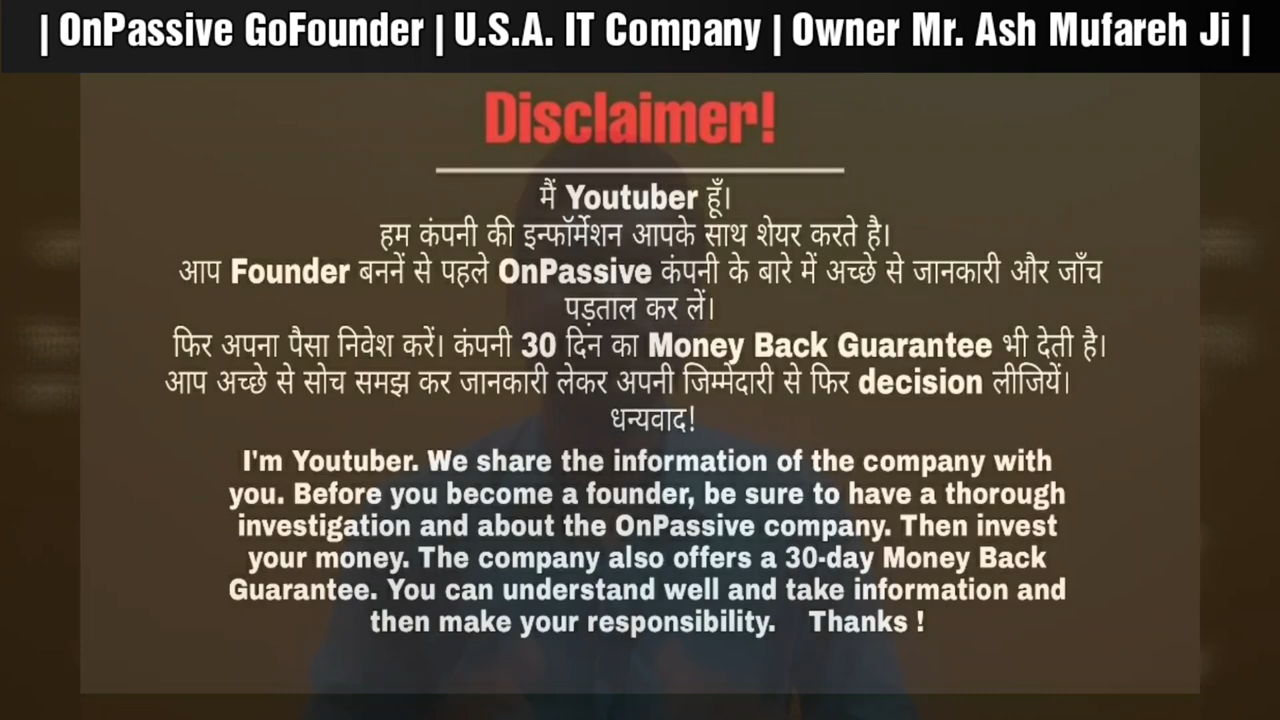 | OnPassive GoFounder | U.S.A. IT Company | Owner Mr. Ash Mufareh Ji |
Disclaimer!
मैं Youtuber हूँ।
हम कंपनी की इन्फॉर्मेशन आपके साथ शेयर करते है।
आप Founder बननें से पहले OnPassive कंपनी के बारे में अच्छे से जानकारी और जाँच
पड़ताल कर लें।
फिर अपना पैसा निवेश करें। कंपनी 30 दिन का Money Back Guarantee भी देती है।
आप अच्छे से सोच समझ कर जानकारी लेकर अपनी जिम्मेदारी से फिर decision लीजियें।
धन्यवाद!
I'm Youtuber. We share the information of the company with
you. Before you become a founder, be sure to have a thorough
investigation and about the OnPassive company. Then invest
your money. The company also offers a 30-day Money Back
Guarantee. You can understand well and take information and
then make your responsibility. Thanks !